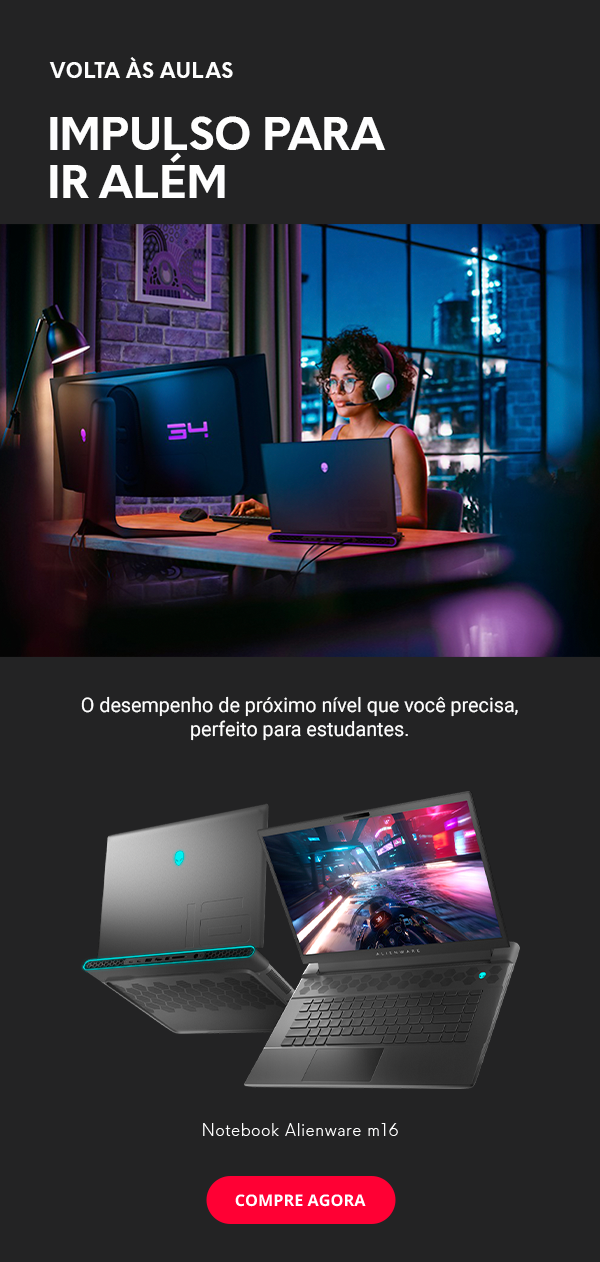 VOLTA ÀS AULAS
IMPULSO PARA
IR ALÉM
34
O desempenho de próximo nível que você precisa,
perfeito para estudantes.
16
ALIENWARE
Notebook Alienware m16
COMPRE AGORA